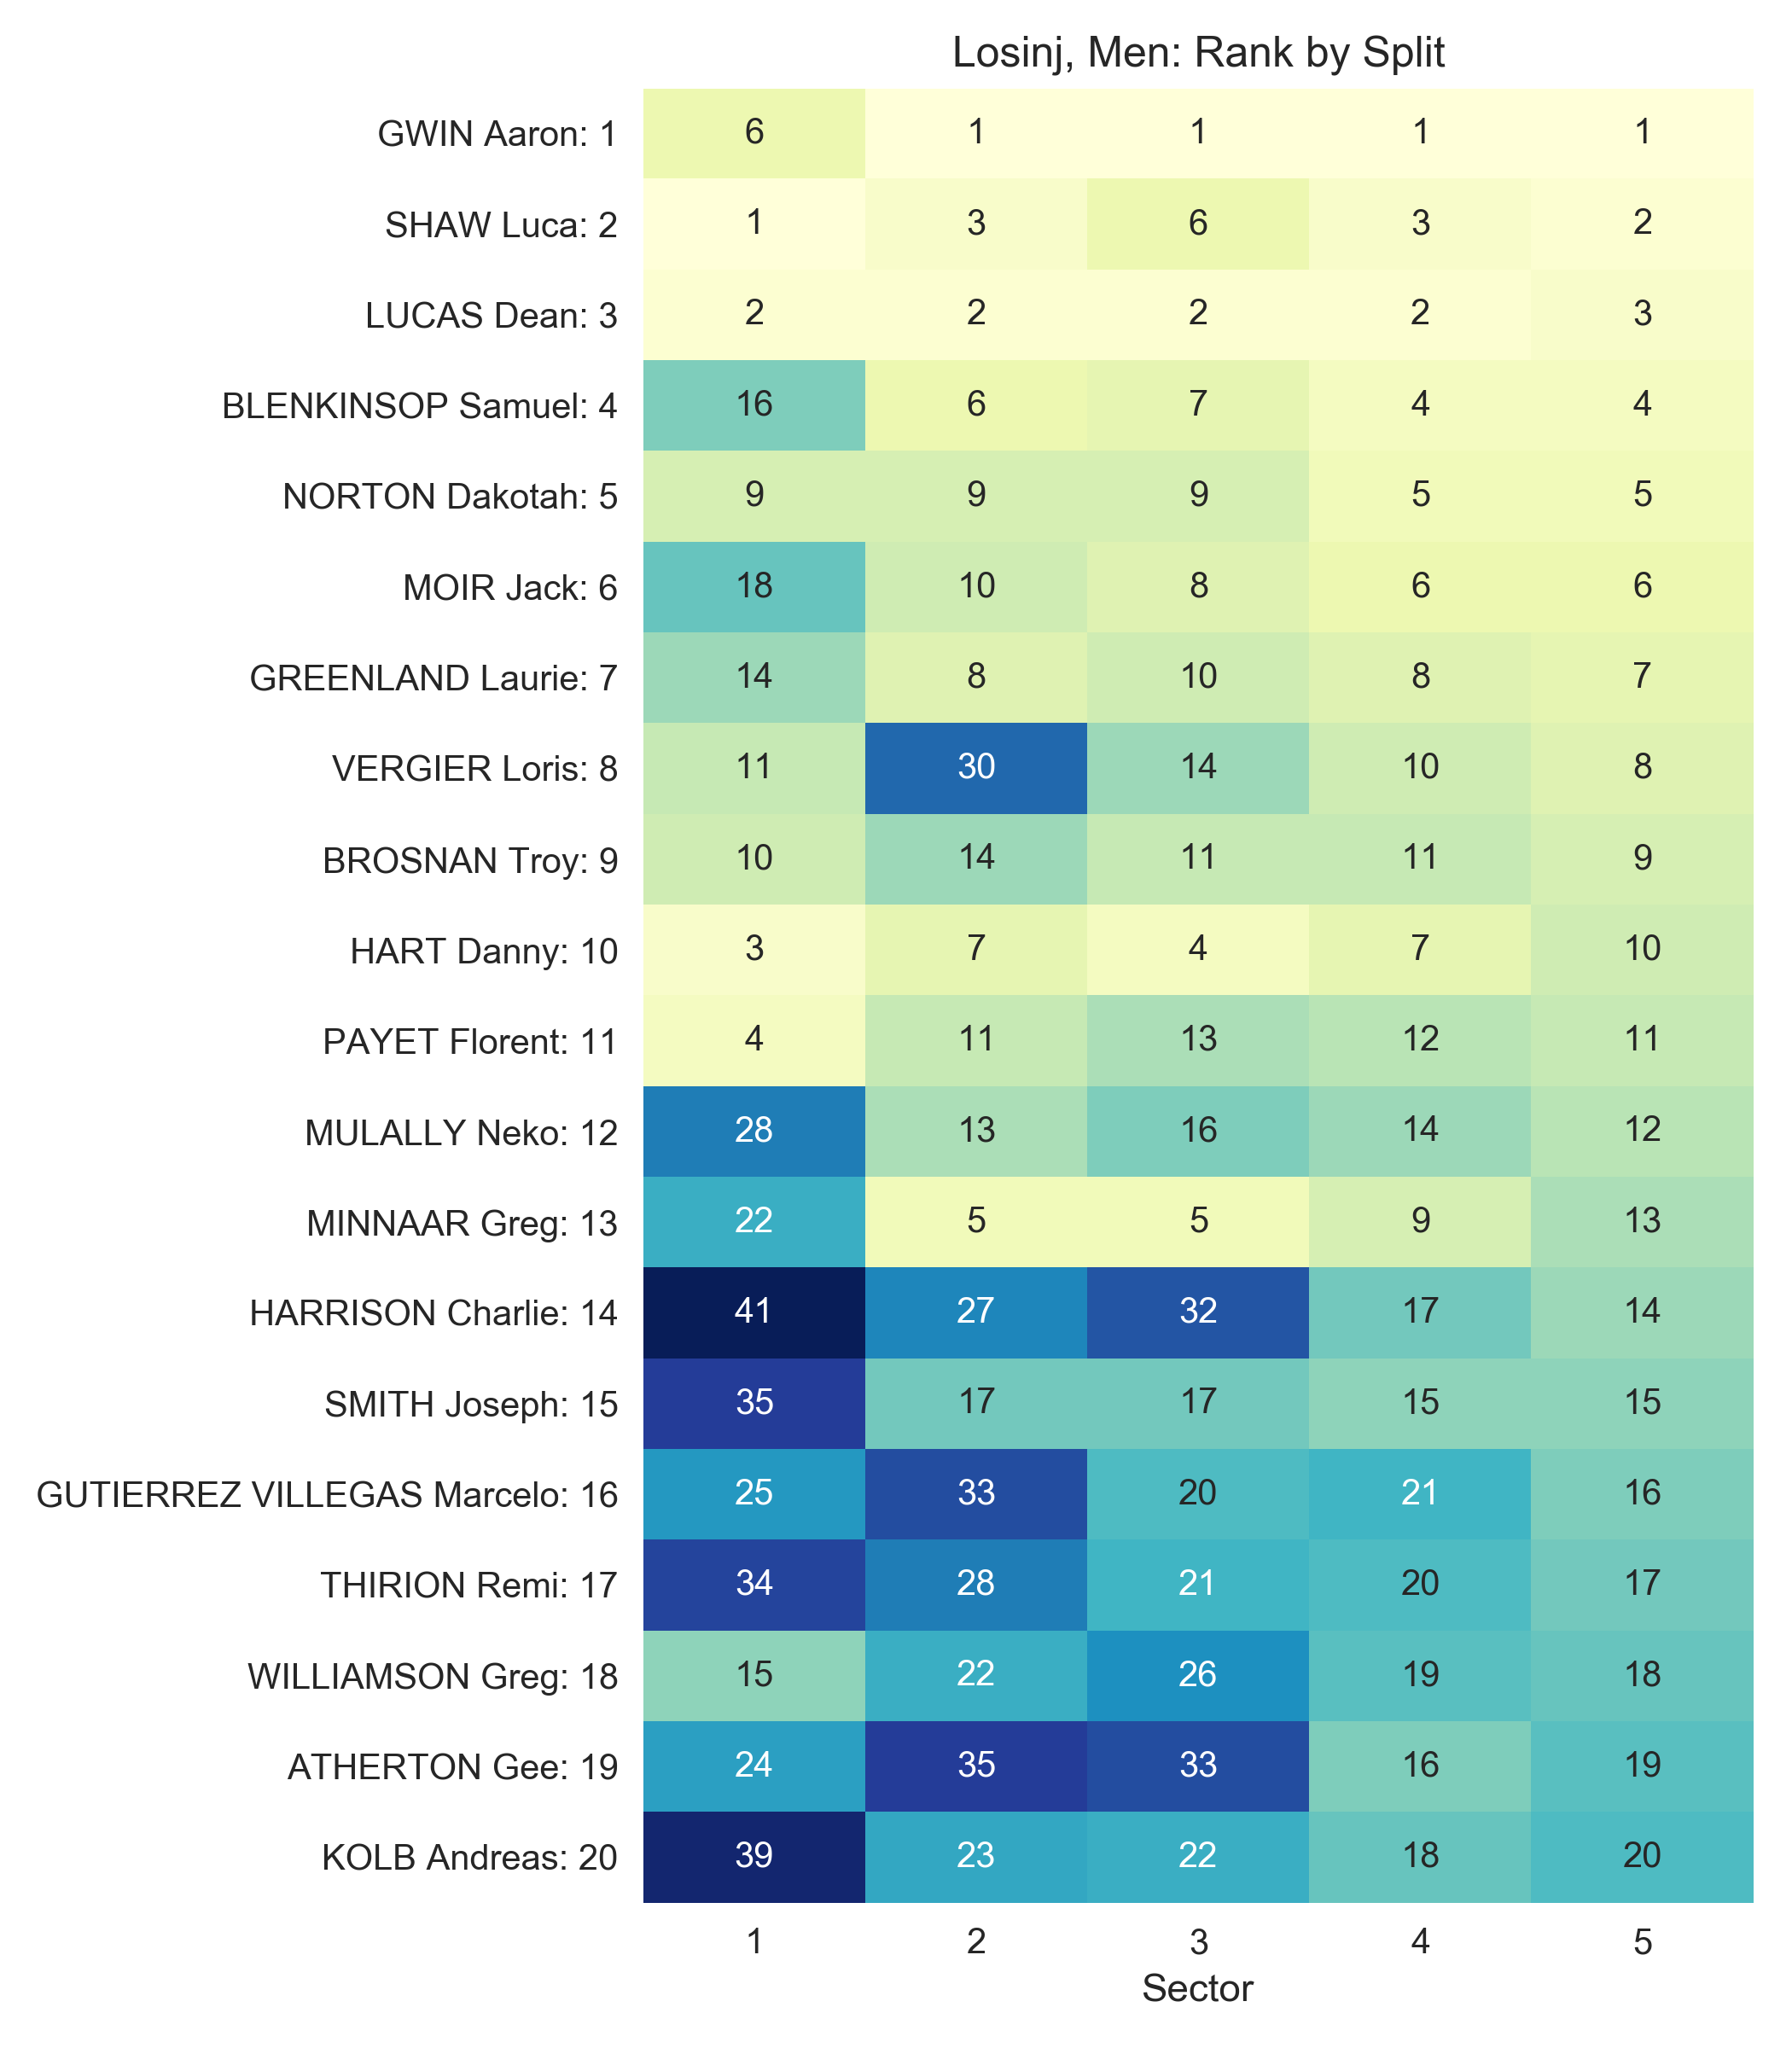 Losinj, Men: Rank by Split
GWIN Aaron: 1 6 1 1 1 1
SHAW Luca: 2 1 3 6 3 2
LUCAS Dean: 3 2 2 2 2 3
BLENKINSOP Samuel: 4 16 6 7 4 4
NORTON Dakotah: 5 9 9 9 5 5
MOIR Jack: 6 18 10 8 6 6
GREENLAND Laurie: 7 14 8 10 8 7
VERGIER Loris: 8 11 30 14 10 8
BROSNAN Troy: 9 10 14 11 11 9
HART Danny: 10 3 7 4 7 10
PAYET Florent: 11 4 11 13 12 11
MULALLY Neko: 12 28 13 16 14 12
MINNAAR Greg: 13 22 5 5 9 13
HARRISON Charlie: 14 41 27 32 17 14
SMITH Joseph: 15 35 17 17 15 15
GUTIERREZ VILLEGAS Marcelo: 16 25 33 20 21 16
THIRION Remi: 17 34 28 21 20 17
WILLIAMSON Greg: 18 15 22 26 19 18
ATHERTON Gee: 19 24 35 33 16 19
KOLB Andreas: 20 39 23 22 18 20
1 2 3 4 5
Sector